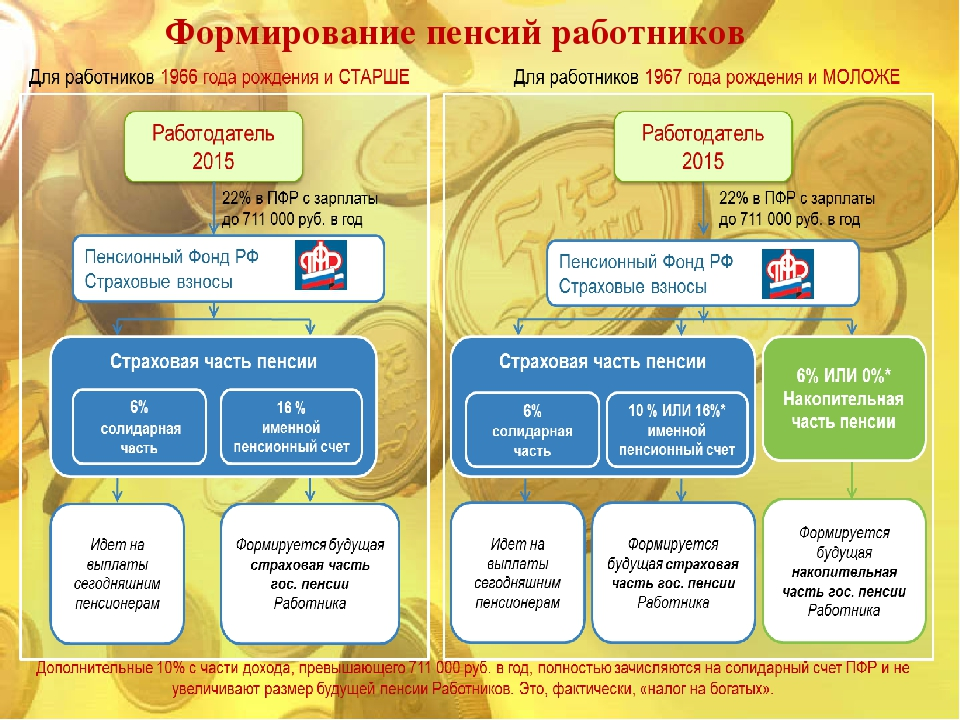 Формирование пенсий работников
Для работников 1966 года рождения и СТАРШЕ
Работодатель
2015
22% в ПФР с зарплаты
до 711 000 руб. в год
Пенсионный Фонд РФ
Страховые взносы
Страховая часть пенсии
6%
солидарная
часть
16 %
именной
пенсионный счет
Идет на
выплаты
сегодняшним
пенсионерам
Формируется будущая
страховая часть
гос. пенсии
Работника
Для работников 1967 года рождения и МОЛОЖЕ
Работодатель
2015
22% в ПФР с зарплаты
до 711 000 руб. в год
Пенсионный Фонд РФ
Страховые взносы
Страховая часть пенсии
6%
солидарная
часть
10 % ИЛИ 16%*
именной
пенсионный счет
6% ИЛИ 0%*
Накопительная
часть пенсии
Идет на
выплаты
сегодняшним
пенсионерам
Формируется
будущая страховая
часть гос. пенсии
Работника
Формируется
будущая
накопительная
часть гос. пенсии
Работника
Дополнительные 10% с части дохода, превышающего 711 000 руб. в год, полностью зачисляются на солидарный счет ПФР и не
увеличивают размер будущей пенсии Работников. Это, фактически, «налог на богатых».